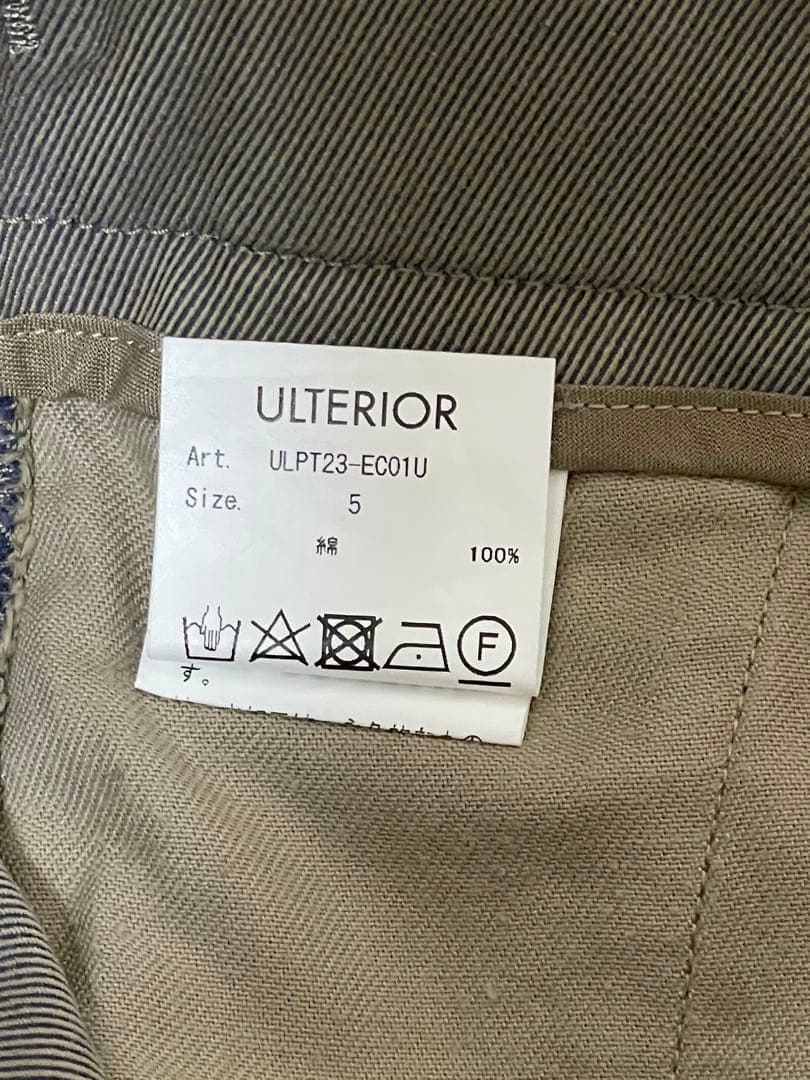 ULTERIOR
Art. ULPT23-EC01U
Size. 5
綿 100%
F
す。